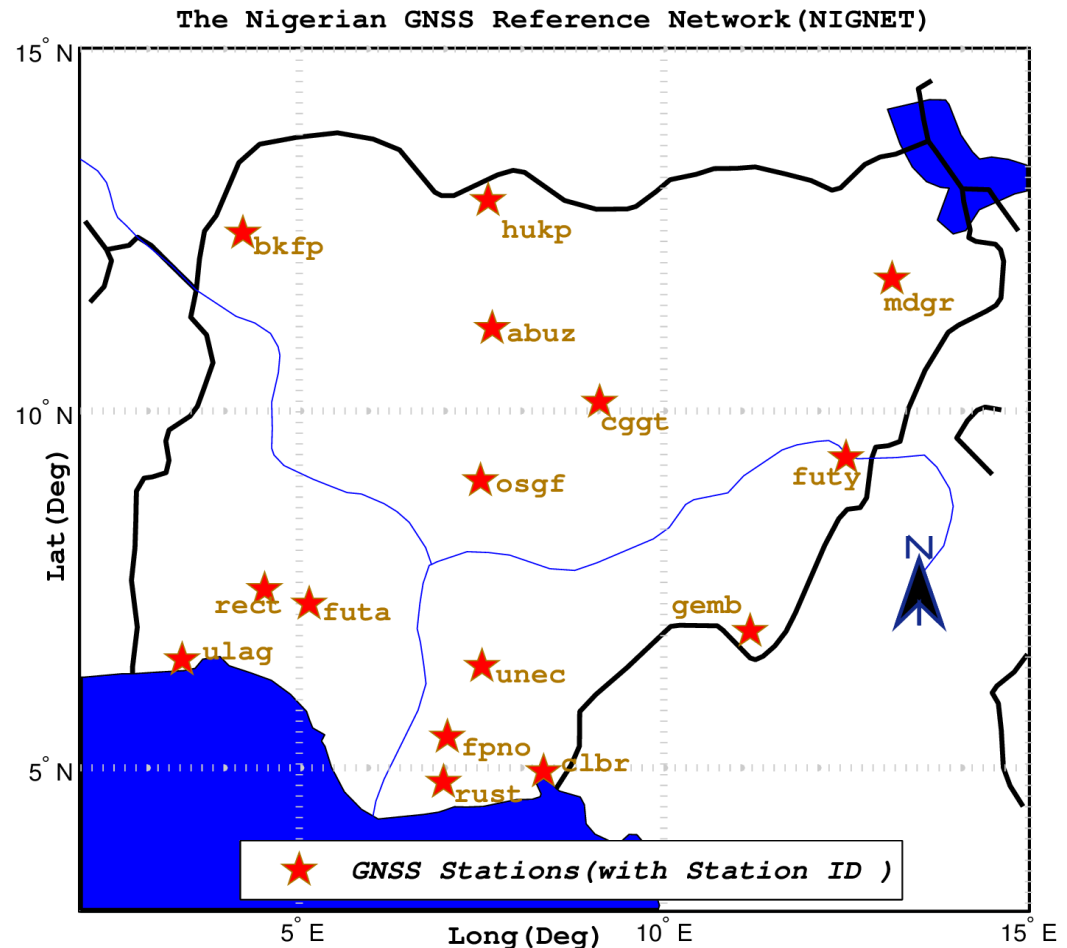 The Nigerian GNSS Reference Network(NIGNET)
15° N
hukp
bkfp
mdgr
abuz
10° N
cggt
futy
osgf
Lat(Deg)
N
rect
futa
gemb
ulag
unec
fpno
clbr
5° N
rust
GNSS Stations(with Station ID )
5° E
Long(Deg)
10° E
15° E